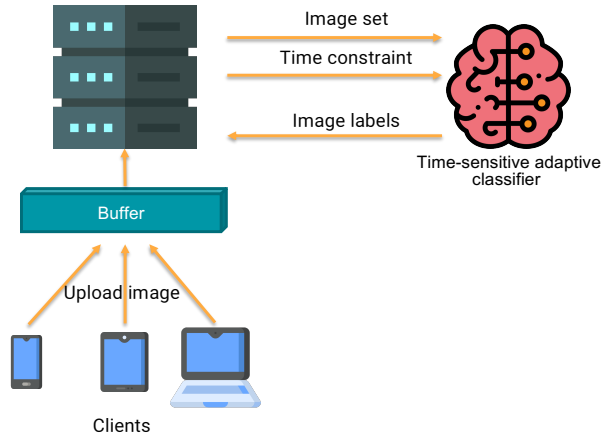 Image set
Time constraint
Image labels
Time-sensitive adaptive
classifier
Buffer
Upload image
Clients